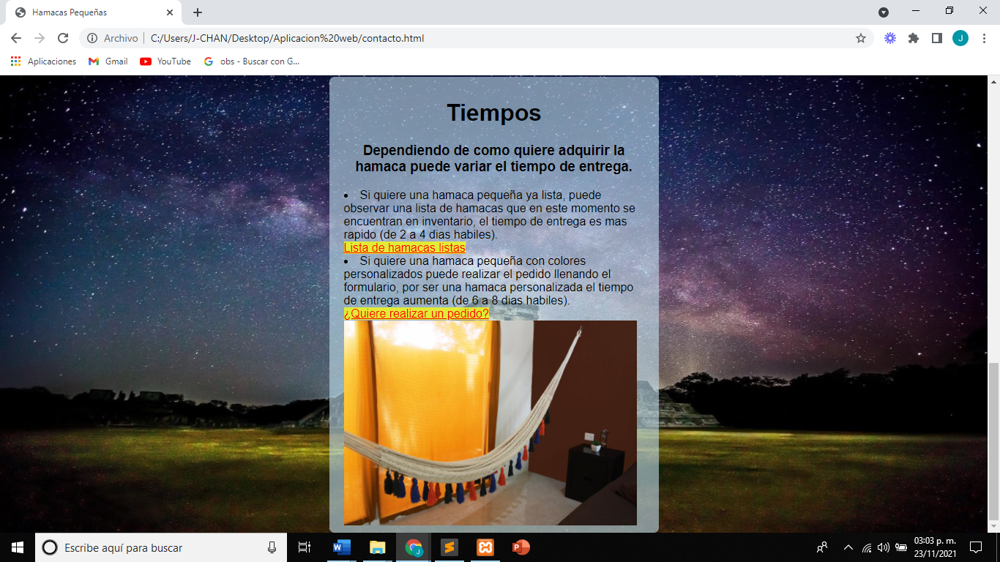 Hamacas Pequeñas
Archivo
C:/Users/J-CHAN/Desktop/Aplicacion%20web/contacto.html
J
Aplicaciones
Gmail
YouTube
obs - Buscar con G...
Tiempos
Dependiendo de como quiere adquirir la
hamaca puede variar el tiempo de entrega.
• Si quiere una hamaca pequeña ya lista, puede
observar una lista de hamacas que en este momento se
encuentran en inventario, el tiempo de entrega es mas
rapido (de 2 a 4 dias habiles).
Lista de hamacas listas
• Si quiere una hamaca pequeña con colores
personalizados puede realizar el pedido llenando el
formulario, por ser una hamaca personalizada el tiempo
de entrega aumenta (de 6 a 8 dias habiles).
¿Quiere realizar un pedido?
Escribe aquí para buscar
03:03 p. m.
23/11/2021